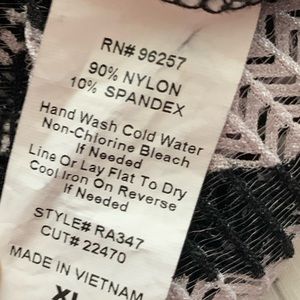 RN# 96257
90% NYLON
10% SPANDEX
Hand Wash Cold Water
Non-Chlorine Bleach
If Needed
Line Or Lay Flat To Dry
Cool Iron On Reverse
If Needed
STYLE# RA347
CUT# 22470
MADE IN VIETNAM